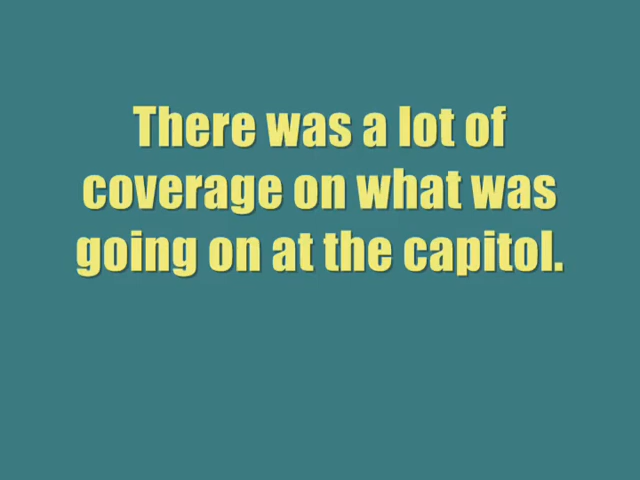 There was a lot of
coverage on what was
going on at the capitol.